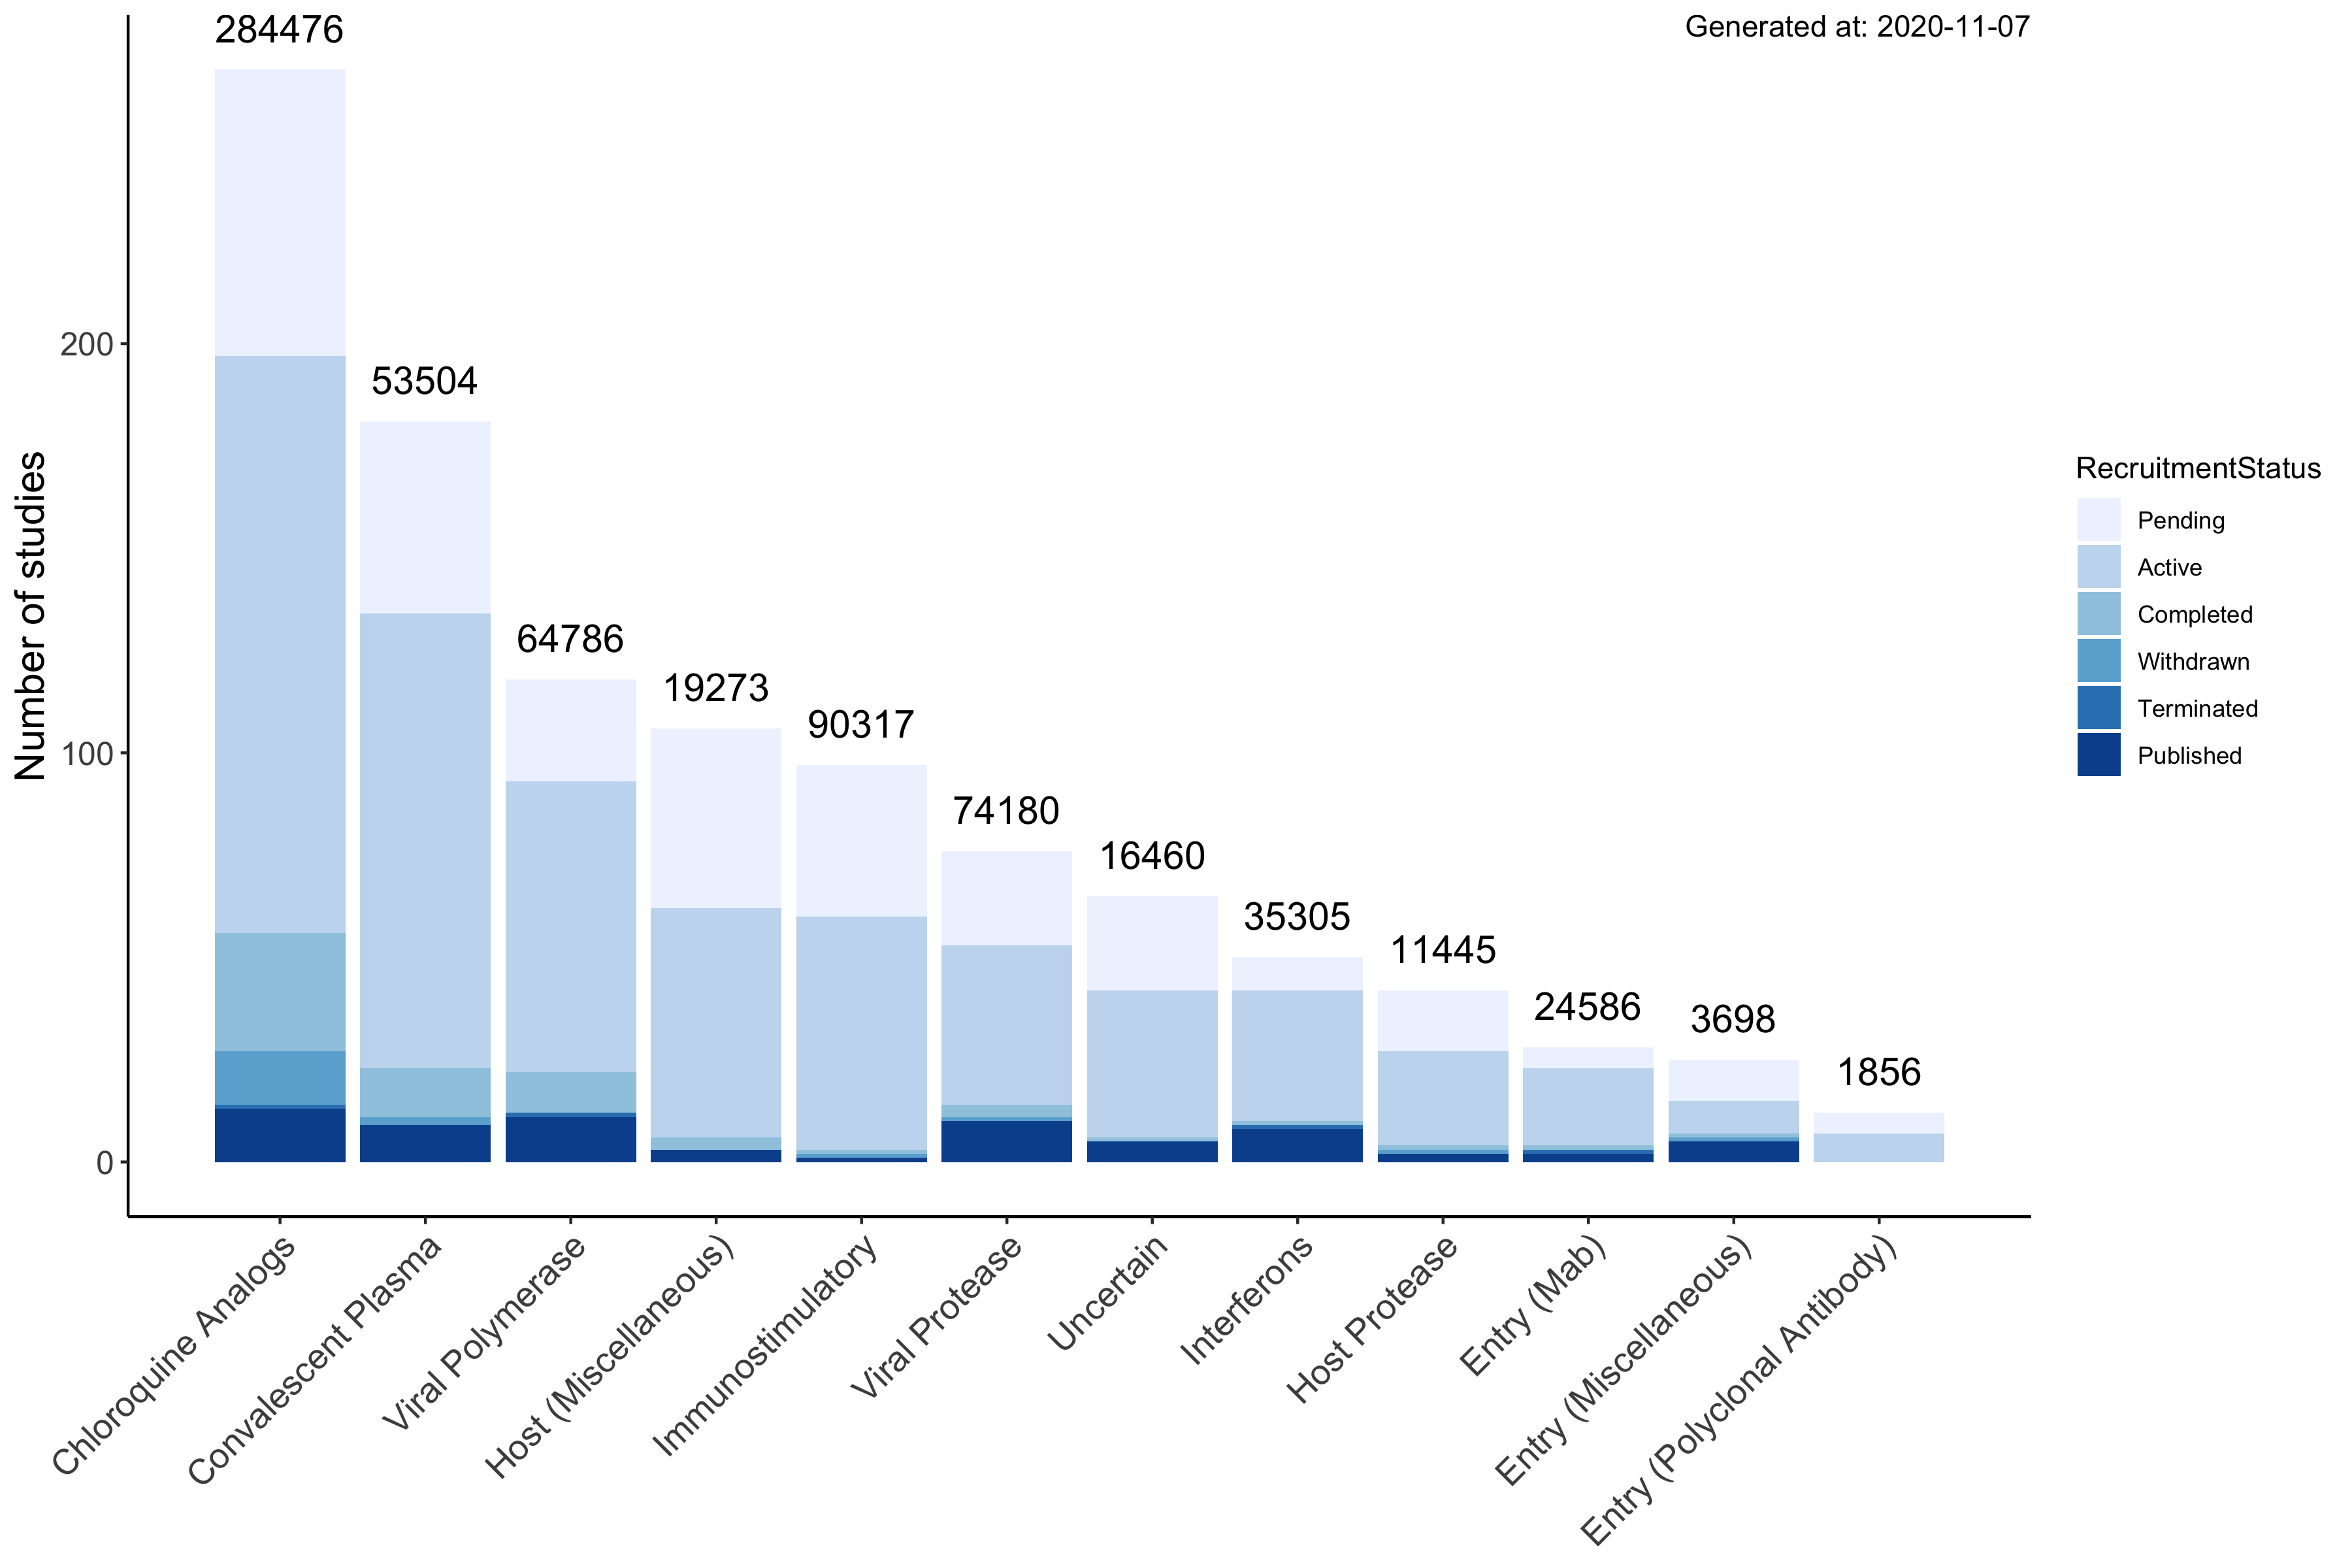 Generated at: 2020-11-07
284476
53504
64786
19273
90317
74180
16460
35305
11445
24586
3698
1856
Number of studies
200
100
0
Chloroquine Analogs
Convalescent Plasma
Viral Polymerase
Host (Miscellaneous)
Immunostimulatory
Viral Protease
Uncertain
Interferons
Host Protease
Entry (Mab)
Entry (Miscellaneous)
Entry (Polyclonal Antibody)
RecruitmentStatus
Pending
Active
Completed
Withdrawn
Terminated
Published